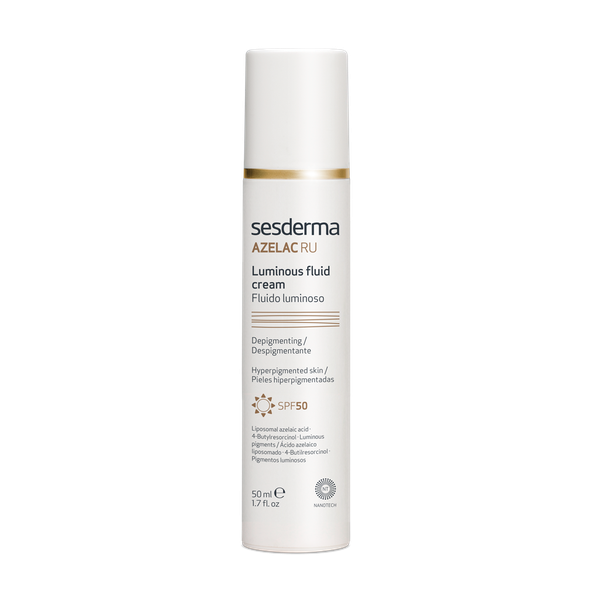 sesderma
AZELAC RU
Luminous fluid
cream
Fluido luminoso
Depigmenting /
Despigmentante
Hyperpigmented skin /
Pieles hiperpigmentadas
SPF50
Liposomal azelaic acid ·
4-Butylresorcinol · Luminous
pigments / Ácido azelaico
liposomado · 4-Butilresorcinol ·
Pigmentos luminosos
50 ml ℮
1.7 fl. oz
NT
NANOTECH